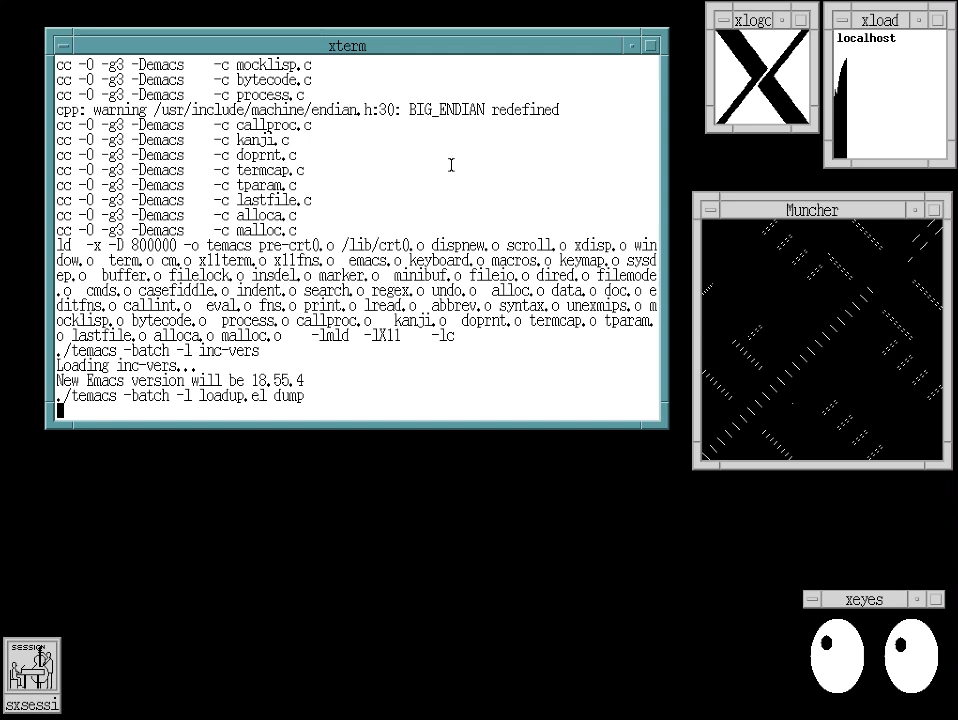 xterm
cc -O -g3 -Demacs    -c mocklisp.c
cc -O -g3 -Demacs    -c bytecode.c
cc -O -g3 -Demacs    -c process.c
cpp: warning /usr/include/machine/endian.h:30: BIG_ENDIAN redefined
cc -O -g3 -Demacs    -c callproc.c
cc -O -g3 -Demacs    -c kanji.c
cc -O -g3 -Demacs    -c doprnt.c
cc -O -g3 -Demacs    -c termcap.c
cc -O -g3 -Demacs    -c tparam.c
cc -O -g3 -Demacs    -c lastfile.c
cc -O -g3 -Demacs    -c alloca.c
cc -O -g3 -Demacs    -c malloc.c
ld  -x -D 800000 -o temacs pre-crt0.o /lib/crt0.o dispnew.o scroll.o xdisp.o win
dow.o  term.o cm.o x11term.o x11fns.o  emacs.o keyboard.o macros.o keymap.o sysd
ep.o  buffer.o filelock.o insdel.o marker.o  minibuf.o fileio.o dired.o filemode
.o  cmds.o casefiddle.o indent.o search.o regex.o undo.o  alloc.o data.o doc.o e
ditfns.o callint.o  eval.o fns.o print.o lread.o abbrev.o syntax.o unexmips.o m
ocklisp.o bytecode.o  process.o callproc.o   kanji.o  doprnt.o termcap.o tparam.
o lastfile.o alloca.o malloc.o    -lmld  -lX11    -lc
./temacs -batch -l inc-vers
Loading inc-vers...
New Emacs version will be 18.55.4
./temacs -batch -l loadup.el dump
xlogo
xload
localhost
Muncher
xeyes
SESSION
sxsessi